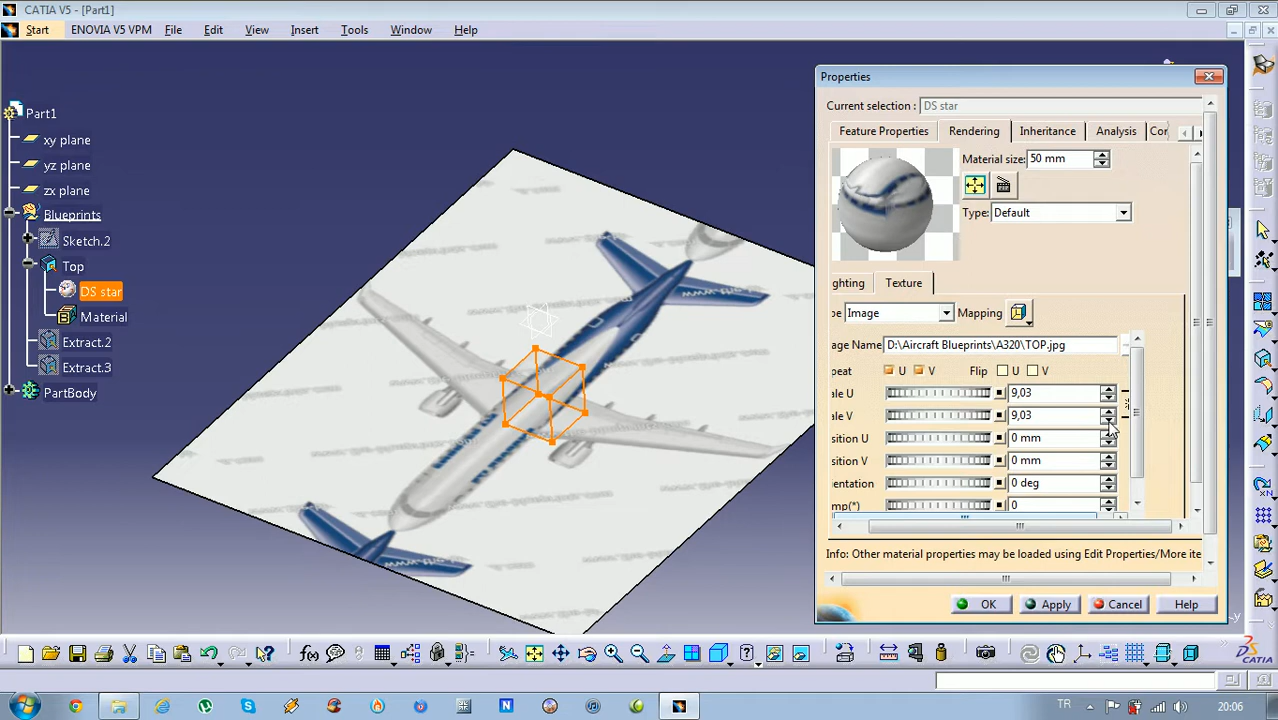 CATIA V5 - [Part1]
Start ENOVIA V5 VPM File Edit View Insert Tools Window Help
Part1
xy plane
yz plane
zx plane
Blueprints
Sketch.2
Top
DS star
Material
Extract.2
Extract.3
PartBody
Properties
Current selection : DS star
Feature Properties Rendering Inheritance Analysis Cor
Material size: 50 mm
Type: Default
ghting Texture
e Image Mapping
age Name D:\Aircraft Blueprints\A320\TOP.jpg
peat U V Flip U V
ale U 9,03
ale V 9,03
sition U 0 mm
sition V 0 mm
entation 0 deg
mp(*) 0
Info: Other material properties may be loaded using Edit Properties/More ite
OK Apply Cancel Help
CATIA
TR 20:06